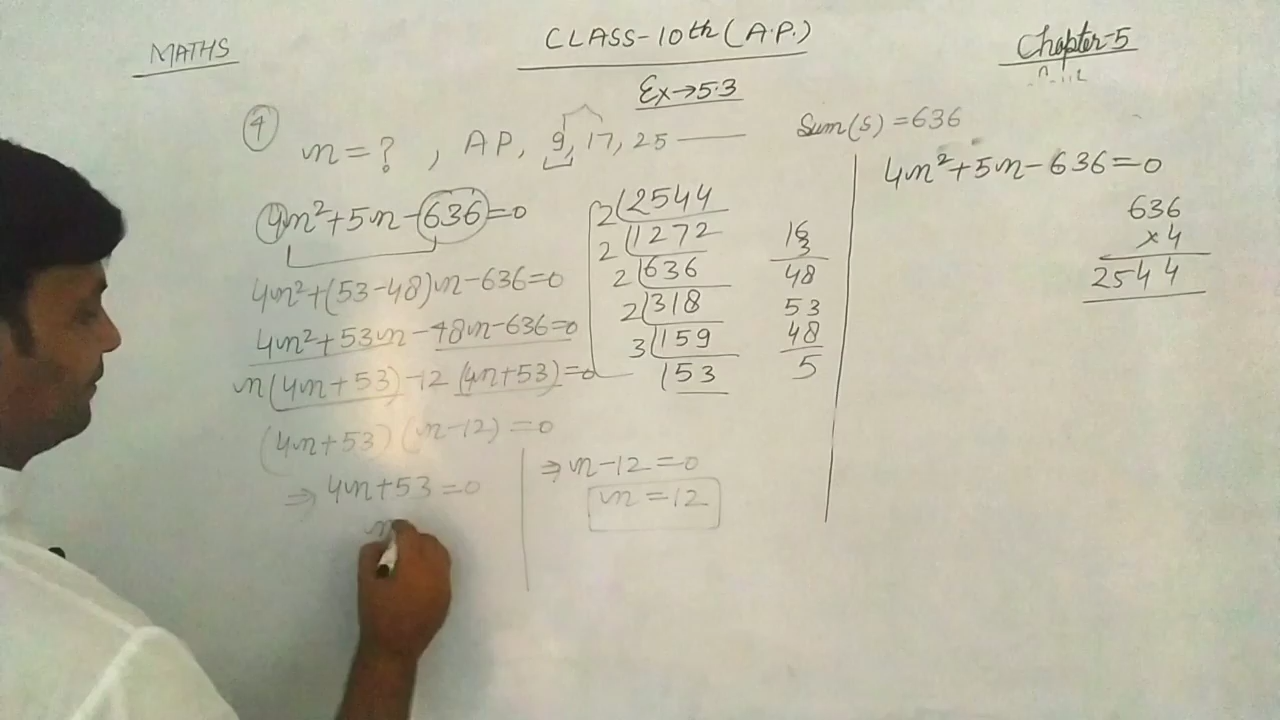 MATHS
CLASS-10th (A.P.)
Chapter-5
Ex→5.3
4
n=? , AP, 9, 17, 25 ——
Sum(s) = 636
4n²+5n-636=0
4n²+(53-48)n-636=0
4n²+53n-48n-636=0
n(4n+53)-12(4n+53)=0
(4n+53)(n-12)=0
⇒ 4n+53=0
n
⇒ n-12=0
n=12
2 2544
2 1272
2 636
2 318
3 159
53
16
3
48
53
48
5
4n²+5n-636=0
636
×4
2544